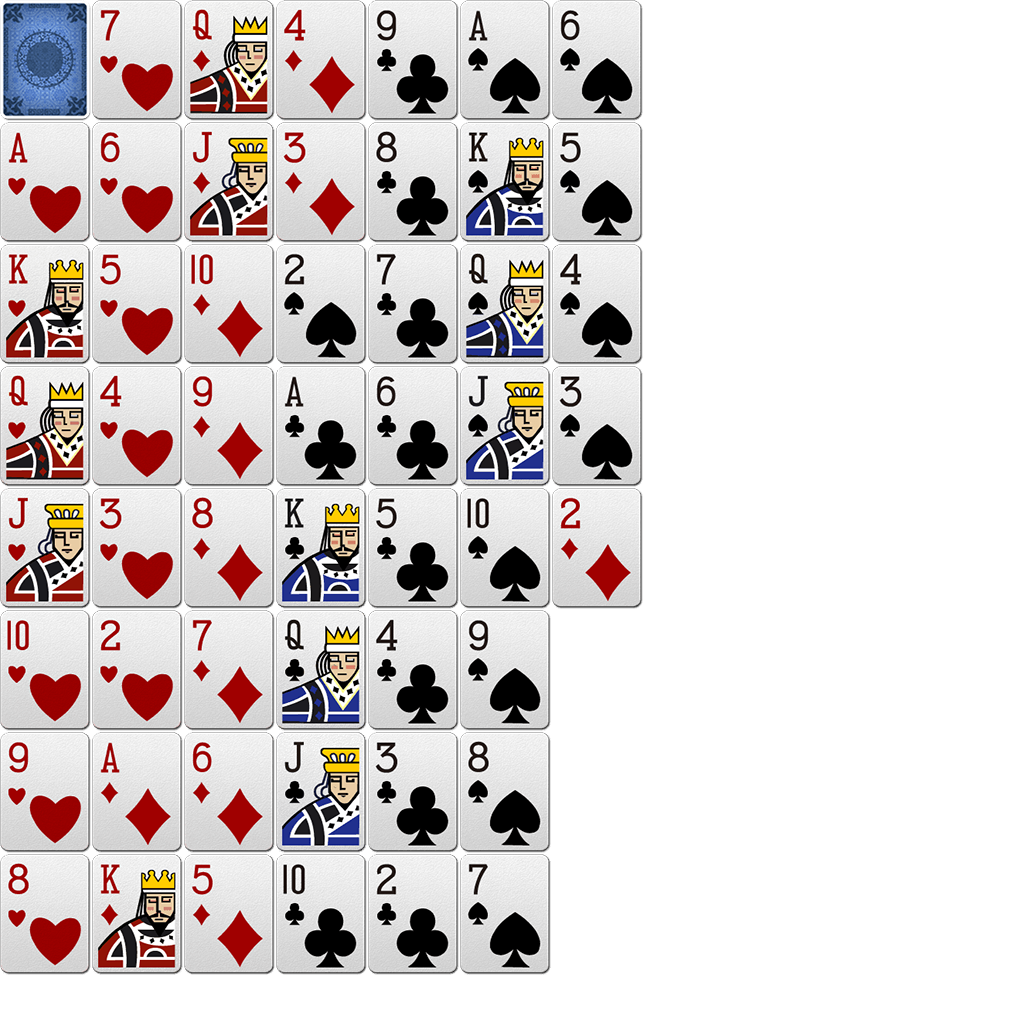 7 Q 4 9 A 6
A 6 J 3 8 K 5
K 5 10 2 7 Q 4
Q 4 9 A 6 J 3
J 3 8 K 5 10 2
10 2 7 Q 4 9
9 A 6 J 3 8
8 K 5 10 2 7